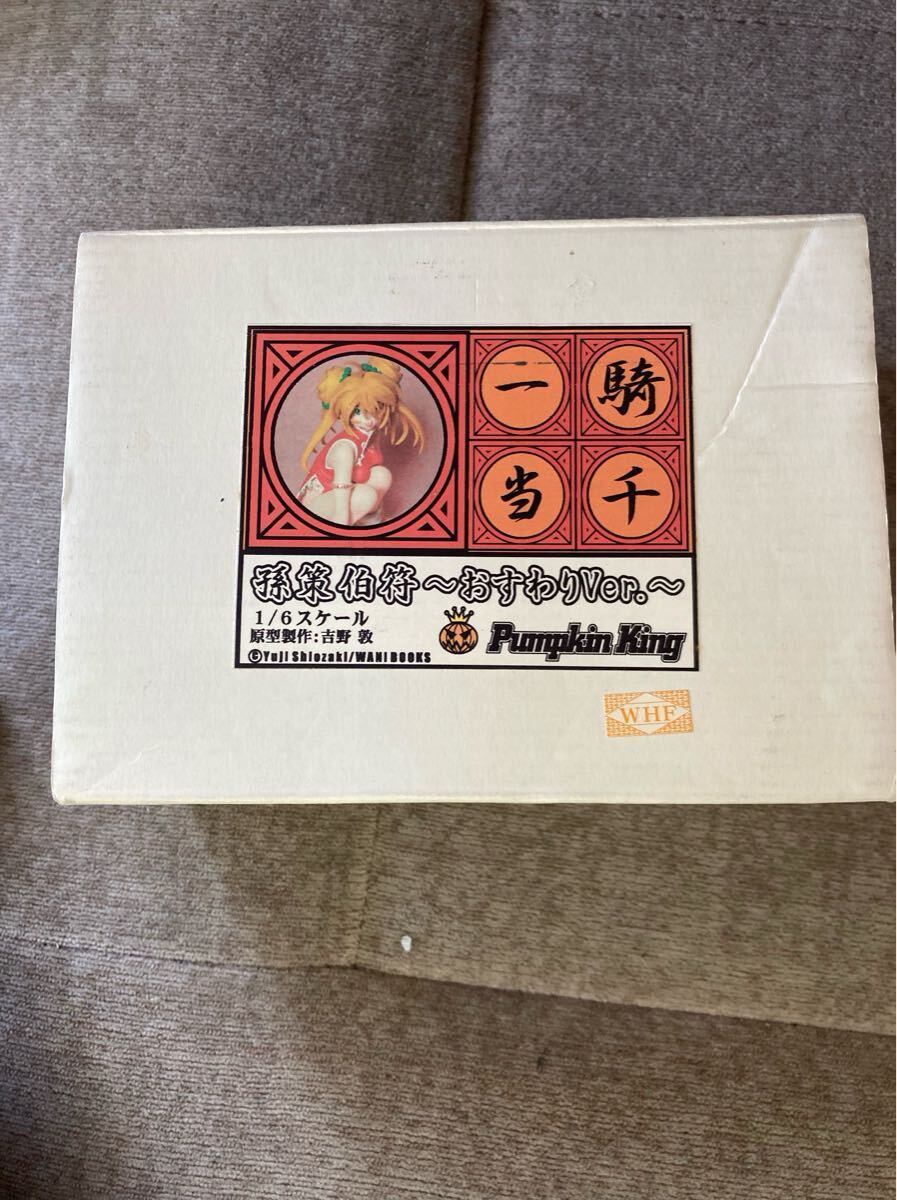 一騎
当千
孫策伯符～おすわりVer.～
1/6スケール
原型製作:吉野 敦
©Yuji Shiozaki/WANI BOOKS
Pumpkin King
WHF